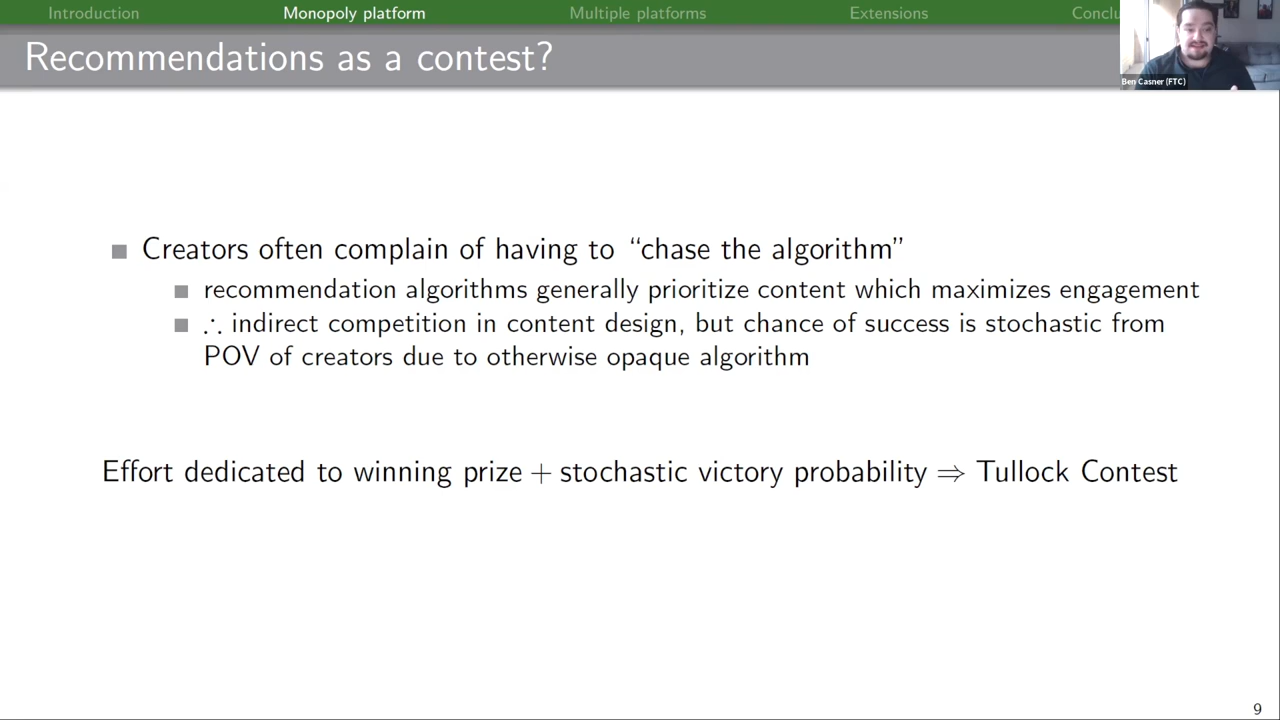 Introduction Monopoly platform Multiple platforms Extensions Conclu
Recommendations as a contest?
Ben Casner (FTC)
Creators often complain of having to “chase the algorithm”
recommendation algorithms generally prioritize content which maximizes engagement
∴ indirect competition in content design, but chance of success is stochastic from
POV of creators due to otherwise opaque algorithm
Effort dedicated to winning prize + stochastic victory probability ⇒ Tullock Contest
9